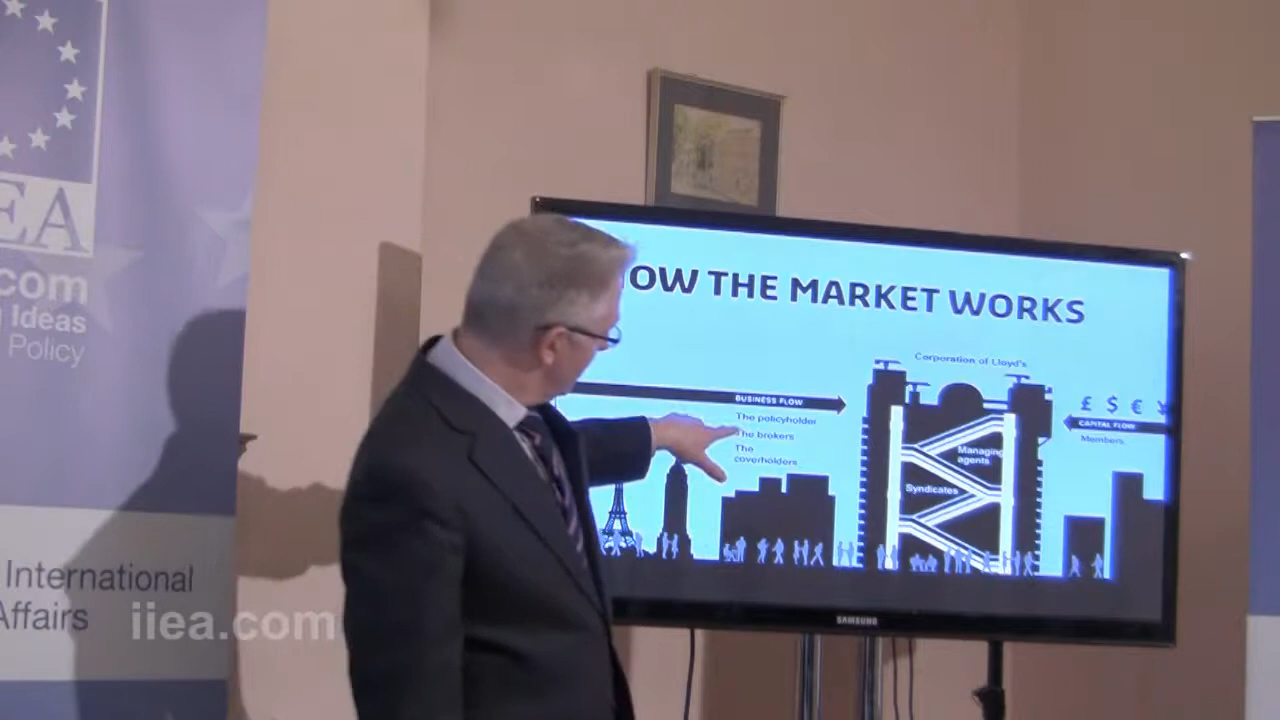 EA
.com
Ideas
Policy
International
Affairs
iiea.com
OW THE MARKET WORKS
Corporation of Lloyd's
BUSINESS FLOW
The policyholder
The brokers
The
coverholders
Managing
agents
Syndicates
£ $ € ¥
CAPITAL FLOW
Members
SAMSUNG